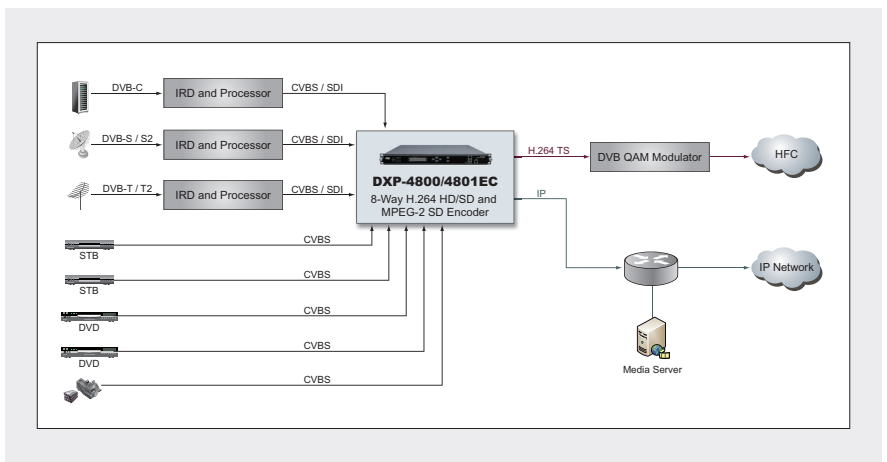 DVB-C
IRD and Processor
CVBS / SDI
DVB-S / S2
IRD and Processor
CVBS / SDI
H.264 TS
DVB QAM Modulator
HFC
DXP-4800/4801EC
8-Way H.264 HD/SD and
MPEG-2 SD Encoder
DVB-T / T2
IRD and Processor
CVBS / SDI
IP
CVBS
STB
CVBS
STB
IP Network
CVBS
DVD
CVBS
DVD
Media Server
CVBS